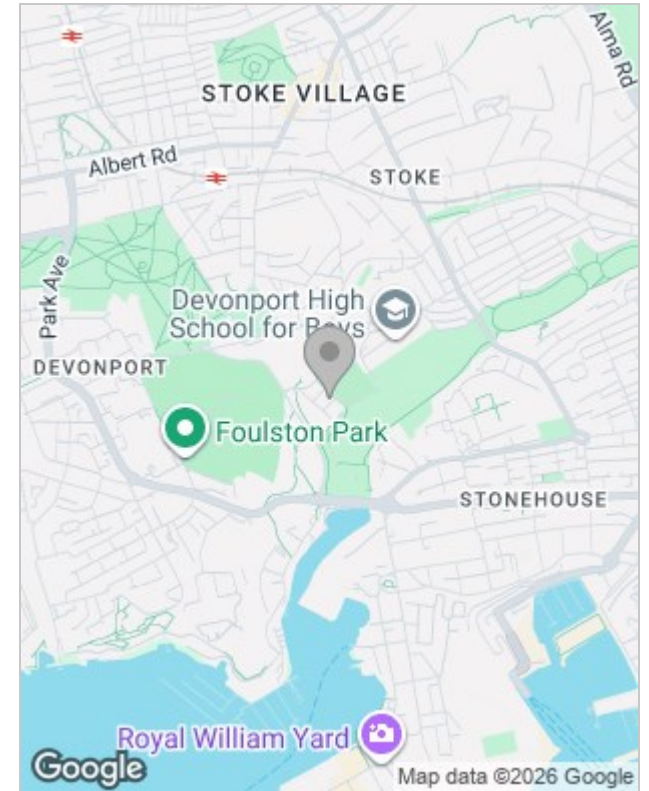 Alma Rd
STOKE VILLAGE
Albert Rd
STOKE
Park Ave
Devonport High
School for Boys
DEVONPORT
Foulston Park
STONEHOUSE
Royal William Yard
Google
Map data ©2026 Google